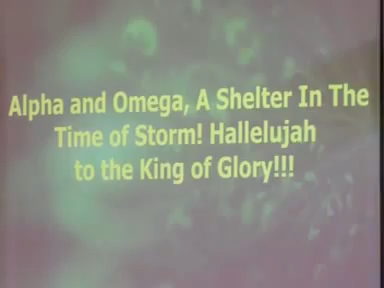 Alpha and Omega, A Shelter In The
Time of Storm! Hallelujah
to the King of Glory!!!